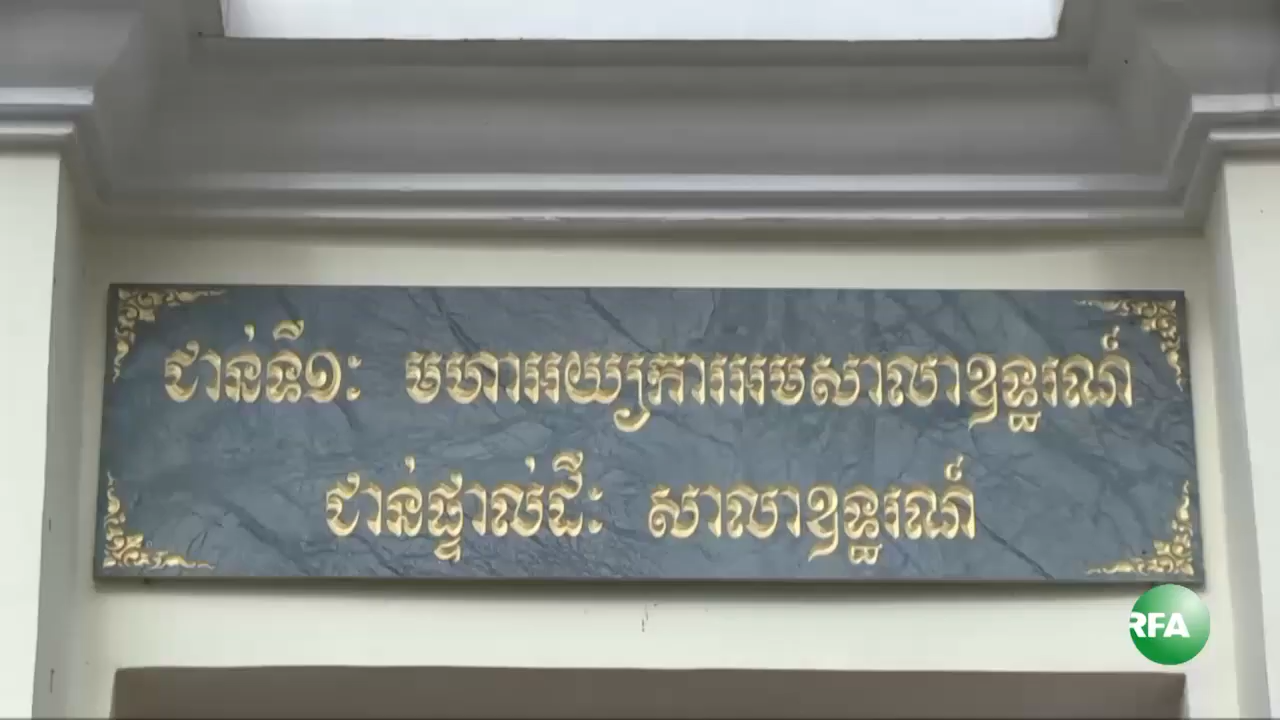 ជាន់ទី១ៈ មហាអយ្យការអមសាលាឧទ្ធរណ៍
ជាន់ផ្ទាល់ដីៈ សាលាឧទ្ធរណ៍
RFA